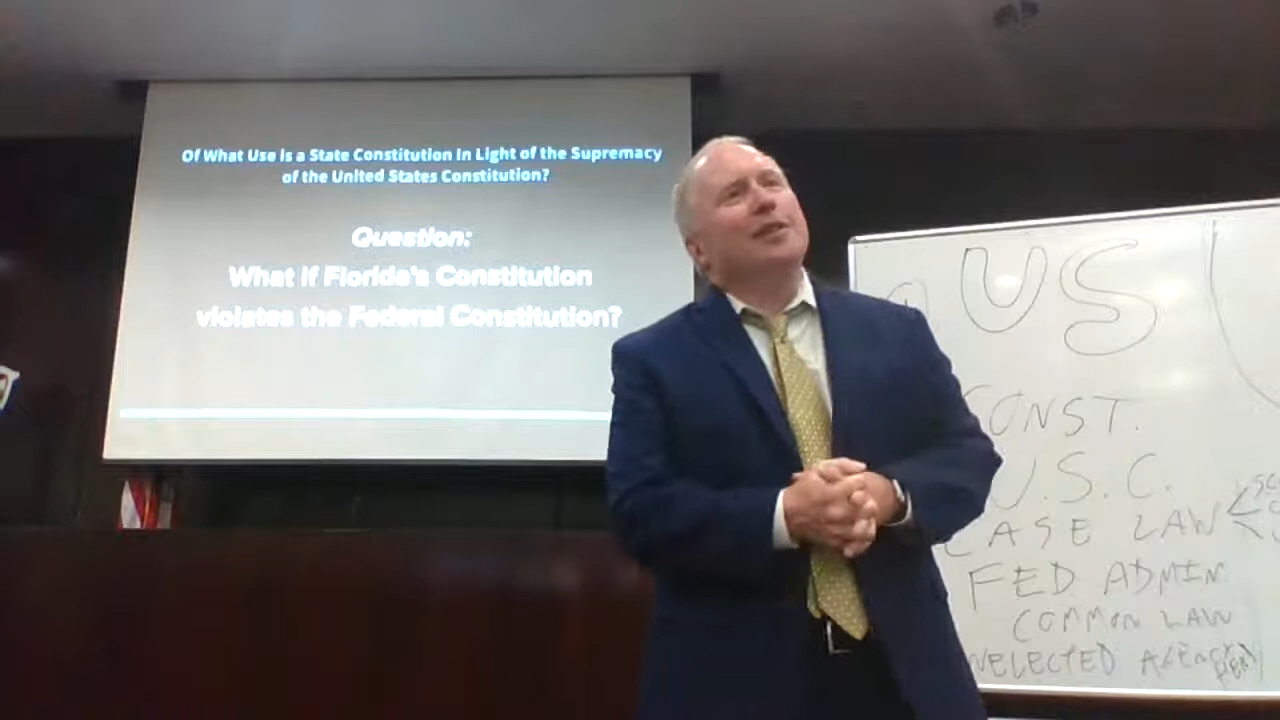 Of What Use Is a State Constitution In Light of the Supremacy
of the United States Constitution?
Question:
What if Florida's Constitution
violates the Federal Constitution?
US
CONST.
U.S.C.
CASE LAW
FED ADMIN
COMMON LAW